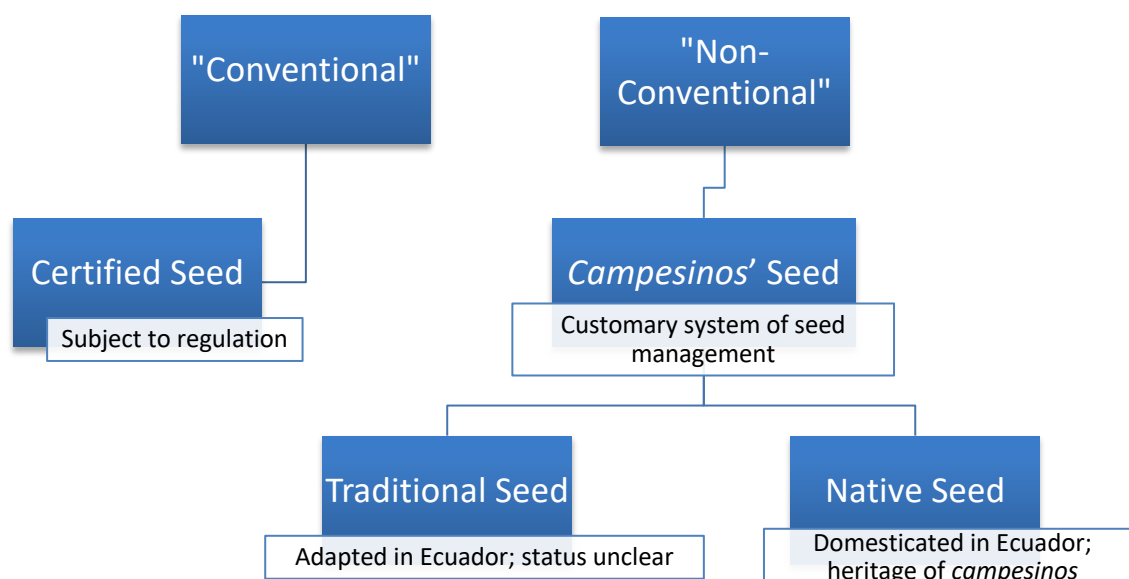 "Conventional"
"Non-
Conventional"
Certified Seed
Subject to regulation
Campesinos' Seed
Customary system of seed
management
Traditional Seed
Adapted in Ecuador; status unclear
Native Seed
Domesticated in Ecuador;
heritage of campesinos